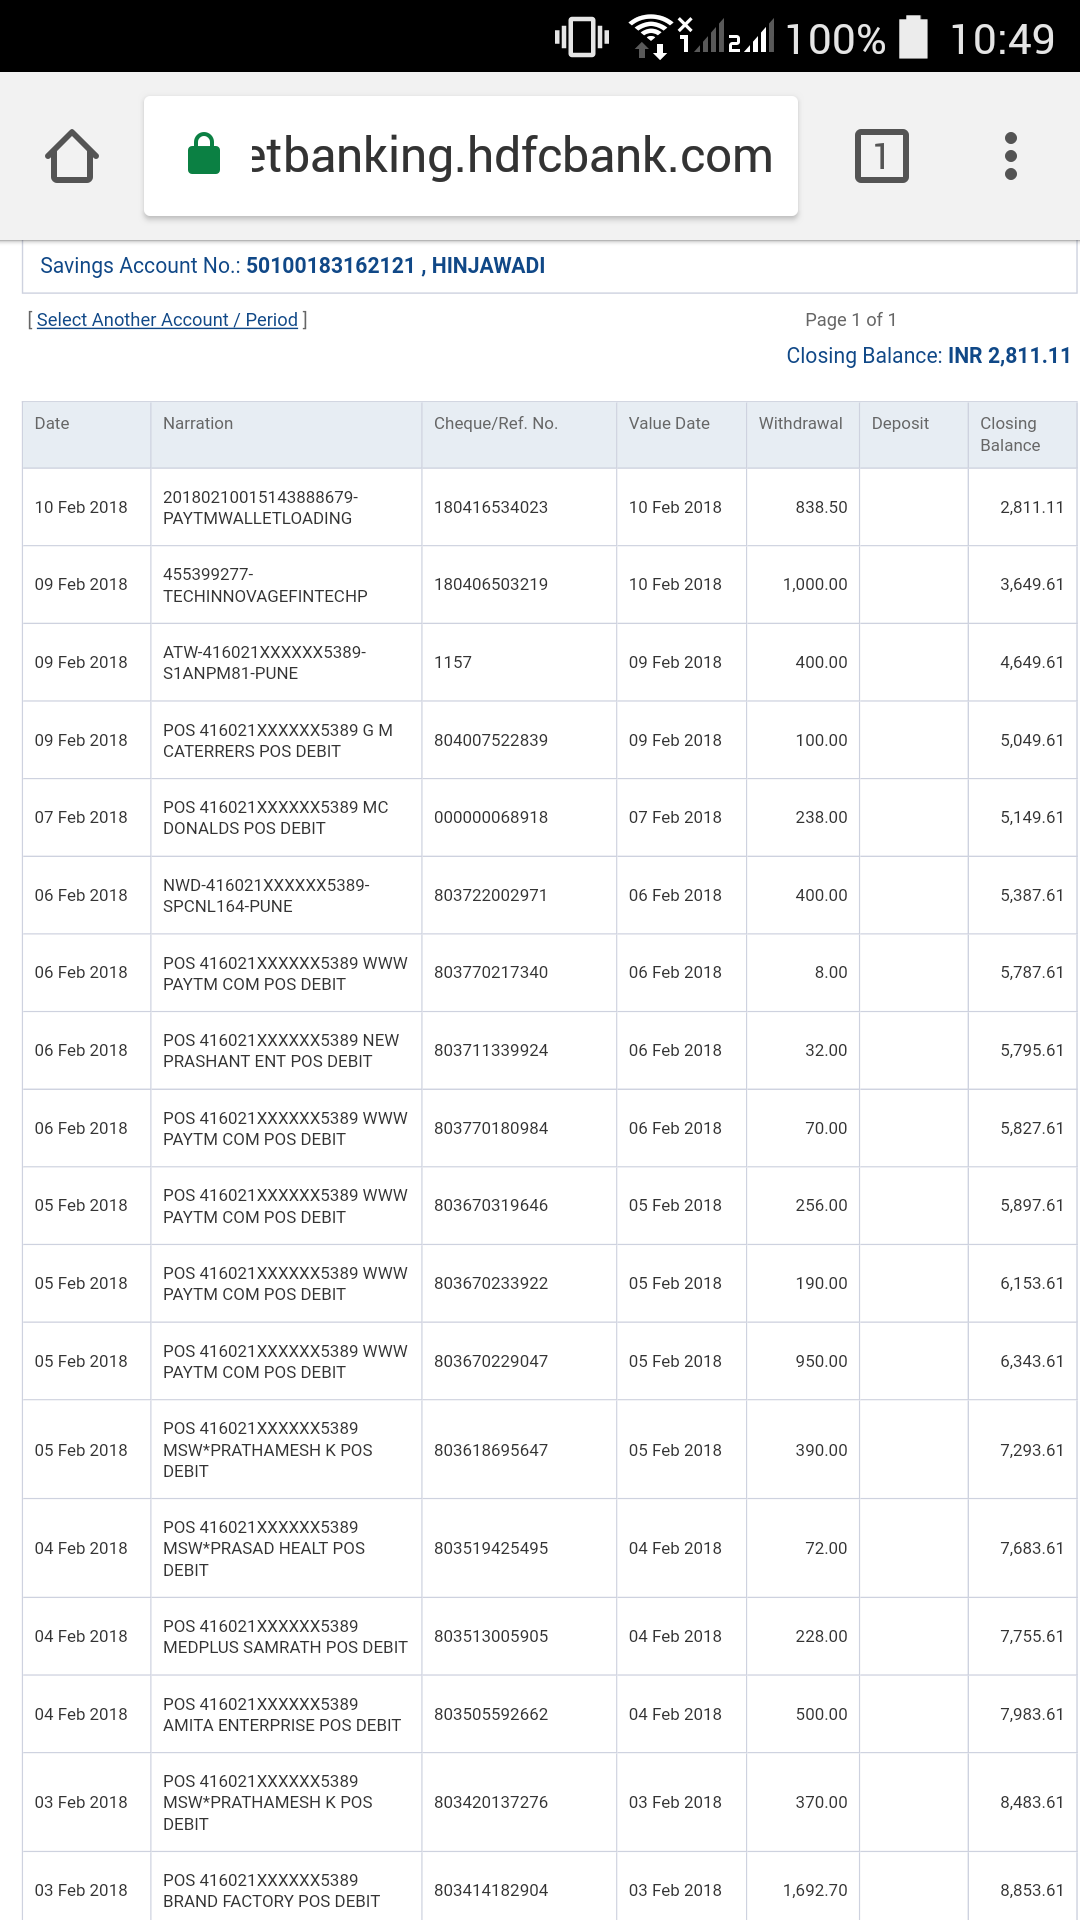 1 2 100% 10:49
etbanking.hdfcbank.com 1
Savings Account No.: 50100183162121 , HINJAWADI
[ Select Another Account / Period ] Page 1 of 1
Closing Balance: INR 2,811.11
Date Narration Cheque/Ref. No. Value Date Withdrawal Deposit Closing
Balance
10 Feb 2018 20180210015143888679-
PAYTMWALLETLOADING 180416534023 10 Feb 2018 838.50 2,811.11
09 Feb 2018 455399277-
TECHINNOVAGEFINTECHP 180406503219 10 Feb 2018 1,000.00 3,649.61
09 Feb 2018 ATW-416021XXXXXX5389-
S1ANPM81-PUNE 1157 09 Feb 2018 400.00 4,649.61
09 Feb 2018 POS 416021XXXXXX5389 G M
CATERRERS POS DEBIT 804007522839 09 Feb 2018 100.00 5,049.61
07 Feb 2018 POS 416021XXXXXX5389 MC
DONALDS POS DEBIT 000000068918 07 Feb 2018 238.00 5,149.61
06 Feb 2018 NWD-416021XXXXXX5389-
SPCNL164-PUNE 803722002971 06 Feb 2018 400.00 5,387.61
06 Feb 2018 POS 416021XXXXXX5389 WWW
PAYTM COM POS DEBIT 803770217340 06 Feb 2018 8.00 5,787.61
06 Feb 2018 POS 416021XXXXXX5389 NEW
PRASHANT ENT POS DEBIT 803711339924 06 Feb 2018 32.00 5,795.61
06 Feb 2018 POS 416021XXXXXX5389 WWW
PAYTM COM POS DEBIT 803770180984 06 Feb 2018 70.00 5,827.61
05 Feb 2018 POS 416021XXXXXX5389 WWW
PAYTM COM POS DEBIT 803670319646 05 Feb 2018 256.00 5,897.61
05 Feb 2018 POS 416021XXXXXX5389 WWW
PAYTM COM POS DEBIT 803670233922 05 Feb 2018 190.00 6,153.61
05 Feb 2018 POS 416021XXXXXX5389 WWW
PAYTM COM POS DEBIT 803670229047 05 Feb 2018 950.00 6,343.61
05 Feb 2018 POS 416021XXXXXX5389
MSW*PRATHAMESH K POS
DEBIT 803618695647 05 Feb 2018 390.00 7,293.61
04 Feb 2018 POS 416021XXXXXX5389
MSW*PRASAD HEALT POS
DEBIT 803519425495 04 Feb 2018 72.00 7,683.61
04 Feb 2018 POS 416021XXXXXX5389
MEDPLUS SAMRATH POS DEBIT 803513005905 04 Feb 2018 228.00 7,755.61
04 Feb 2018 POS 416021XXXXXX5389
AMITA ENTERPRISE POS DEBIT 803505592662 04 Feb 2018 500.00 7,983.61
03 Feb 2018 POS 416021XXXXXX5389
MSW*PRATHAMESH K POS
DEBIT 803420137276 03 Feb 2018 370.00 8,483.61
03 Feb 2018 POS 416021XXXXXX5389
BRAND FACTORY POS DEBIT 803414182904 03 Feb 2018 1,692.70 8,853.61